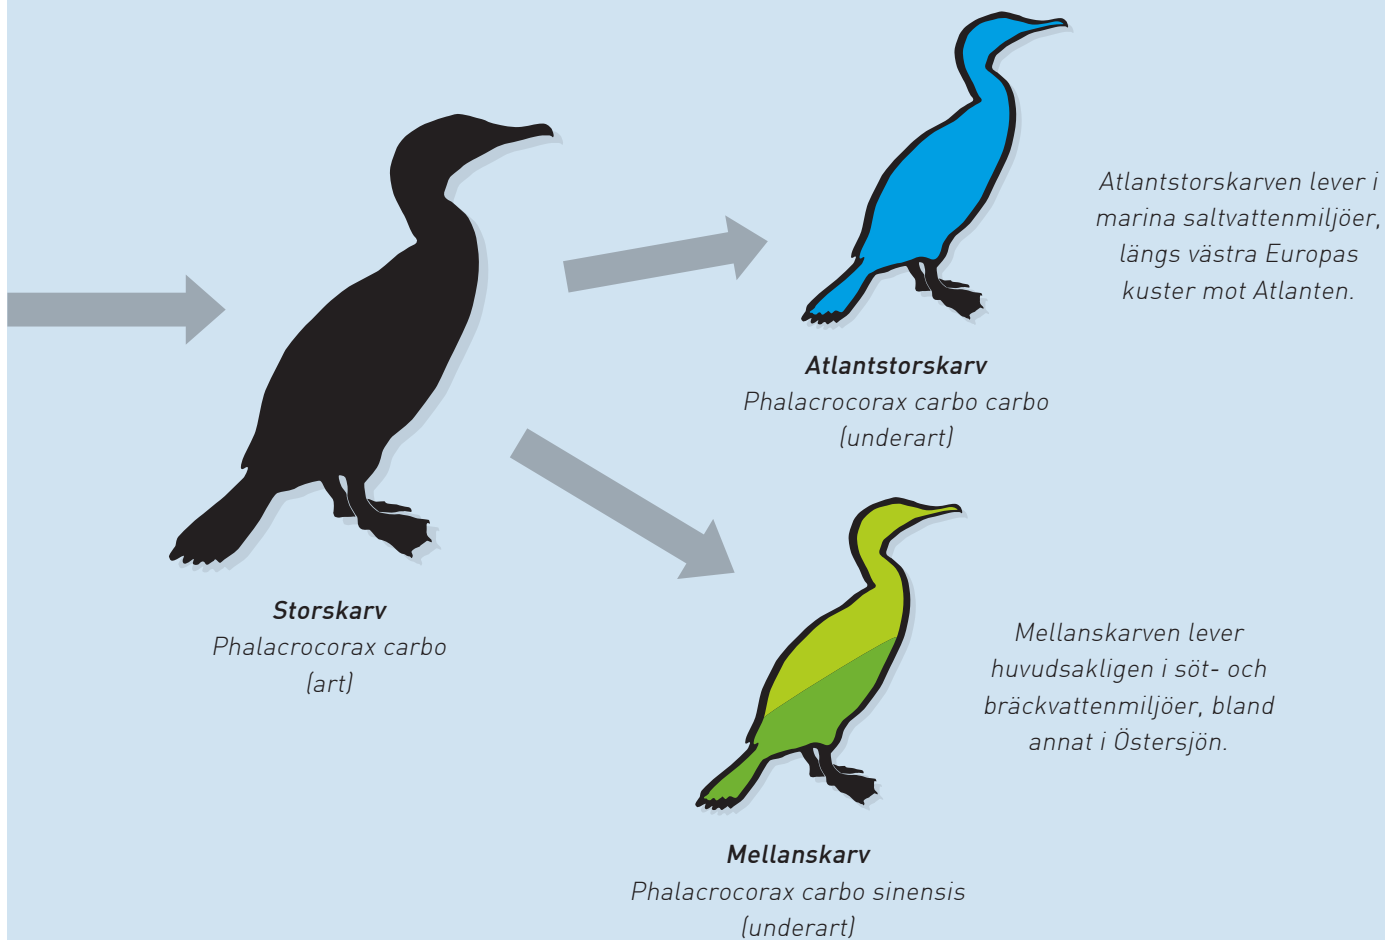 Atlantstorskarven lever i
marina saltvattenmiljöer,
längs västra Europas
kuster mot Atlanten.
Atlantstorskarv
Phalacrocorax carbo carbo
(underart)
Storskarv
Phalacrocorax carbo
(art)
Mellanskarven lever
huvudsakligen i söt- och
bräckvattenmiljöer, bland
annat i Östersjön.
Mellanskarv
Phalacrocorax carbo sinensis
(underart)